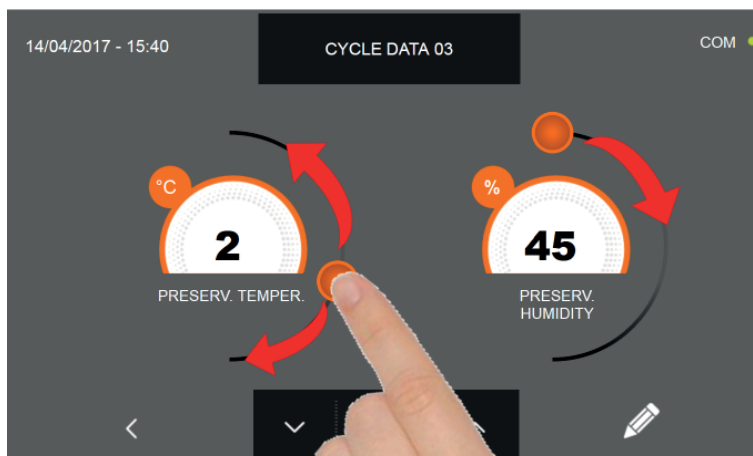 14/04/2017 - 15:40
CYCLE DATA 03
COM
°C
2
PRESERV. TEMPER.
%
45
PRESERV.
HUMIDITY